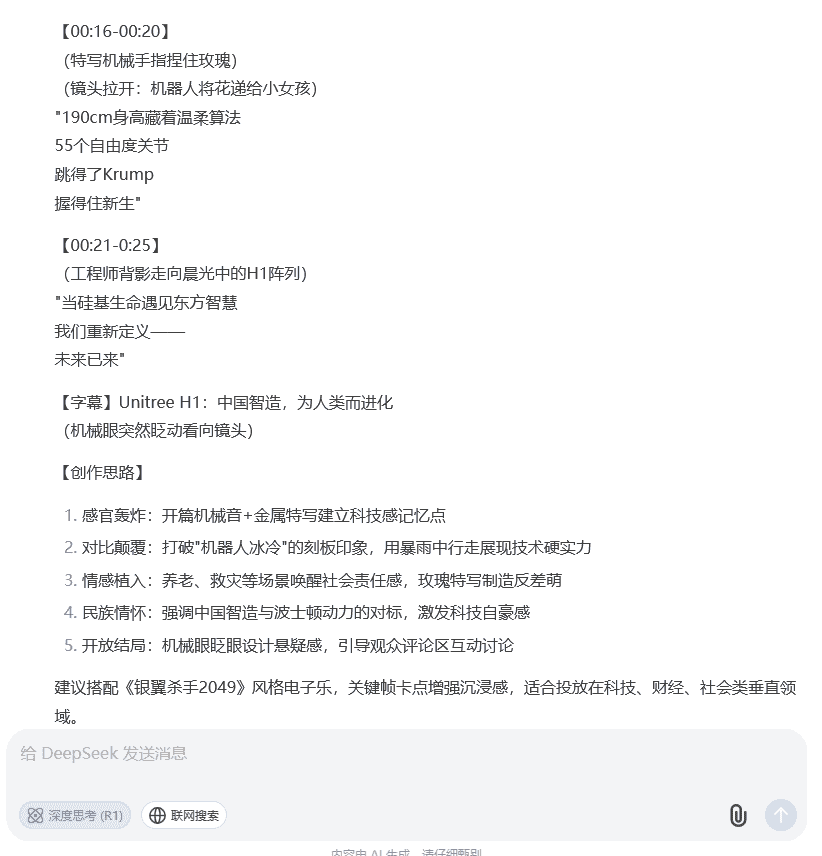 【00:16-00:20】
（特写机械手指捏住玫瑰）
（镜头拉开：机器人将花递给小女孩）
"190cm身高藏着温柔算法
55个自由度关节
跳得了Krump
握得住新生"
【00:21-0:25】
（工程师背影走向晨光中的H1阵列）
"当硅基生命遇见东方智慧
我们重新定义——
未来已来"
【字幕】Unitree H1：中国智造，为人类而进化
（机械眼突然眨动看向镜头）
【创作思路】
1. 感官轰炸：开篇机械音+金属特写建立科技感记忆点
2. 对比颠覆：打破"机器人冰冷"的刻板印象，用暴雨中行走展现技术硬实力
3. 情感植入：养老、救灾等场景唤醒社会责任感，玫瑰特写制造反差萌
4. 民族情怀：强调中国智造与波士顿动力的对标，激发科技自豪感
5. 开放结局：机械眼眨眼设计悬疑感，引导观众评论区互动讨论
建议搭配《银翼杀手2049》风格电子乐，关键帧卡点增强沉浸感，适合投放在科技、财经、社会类垂直领
域。
给 DeepSeek 发送消息
深度思考 (R1)
联网搜索
内容由 AI 生成，请仔细甄别